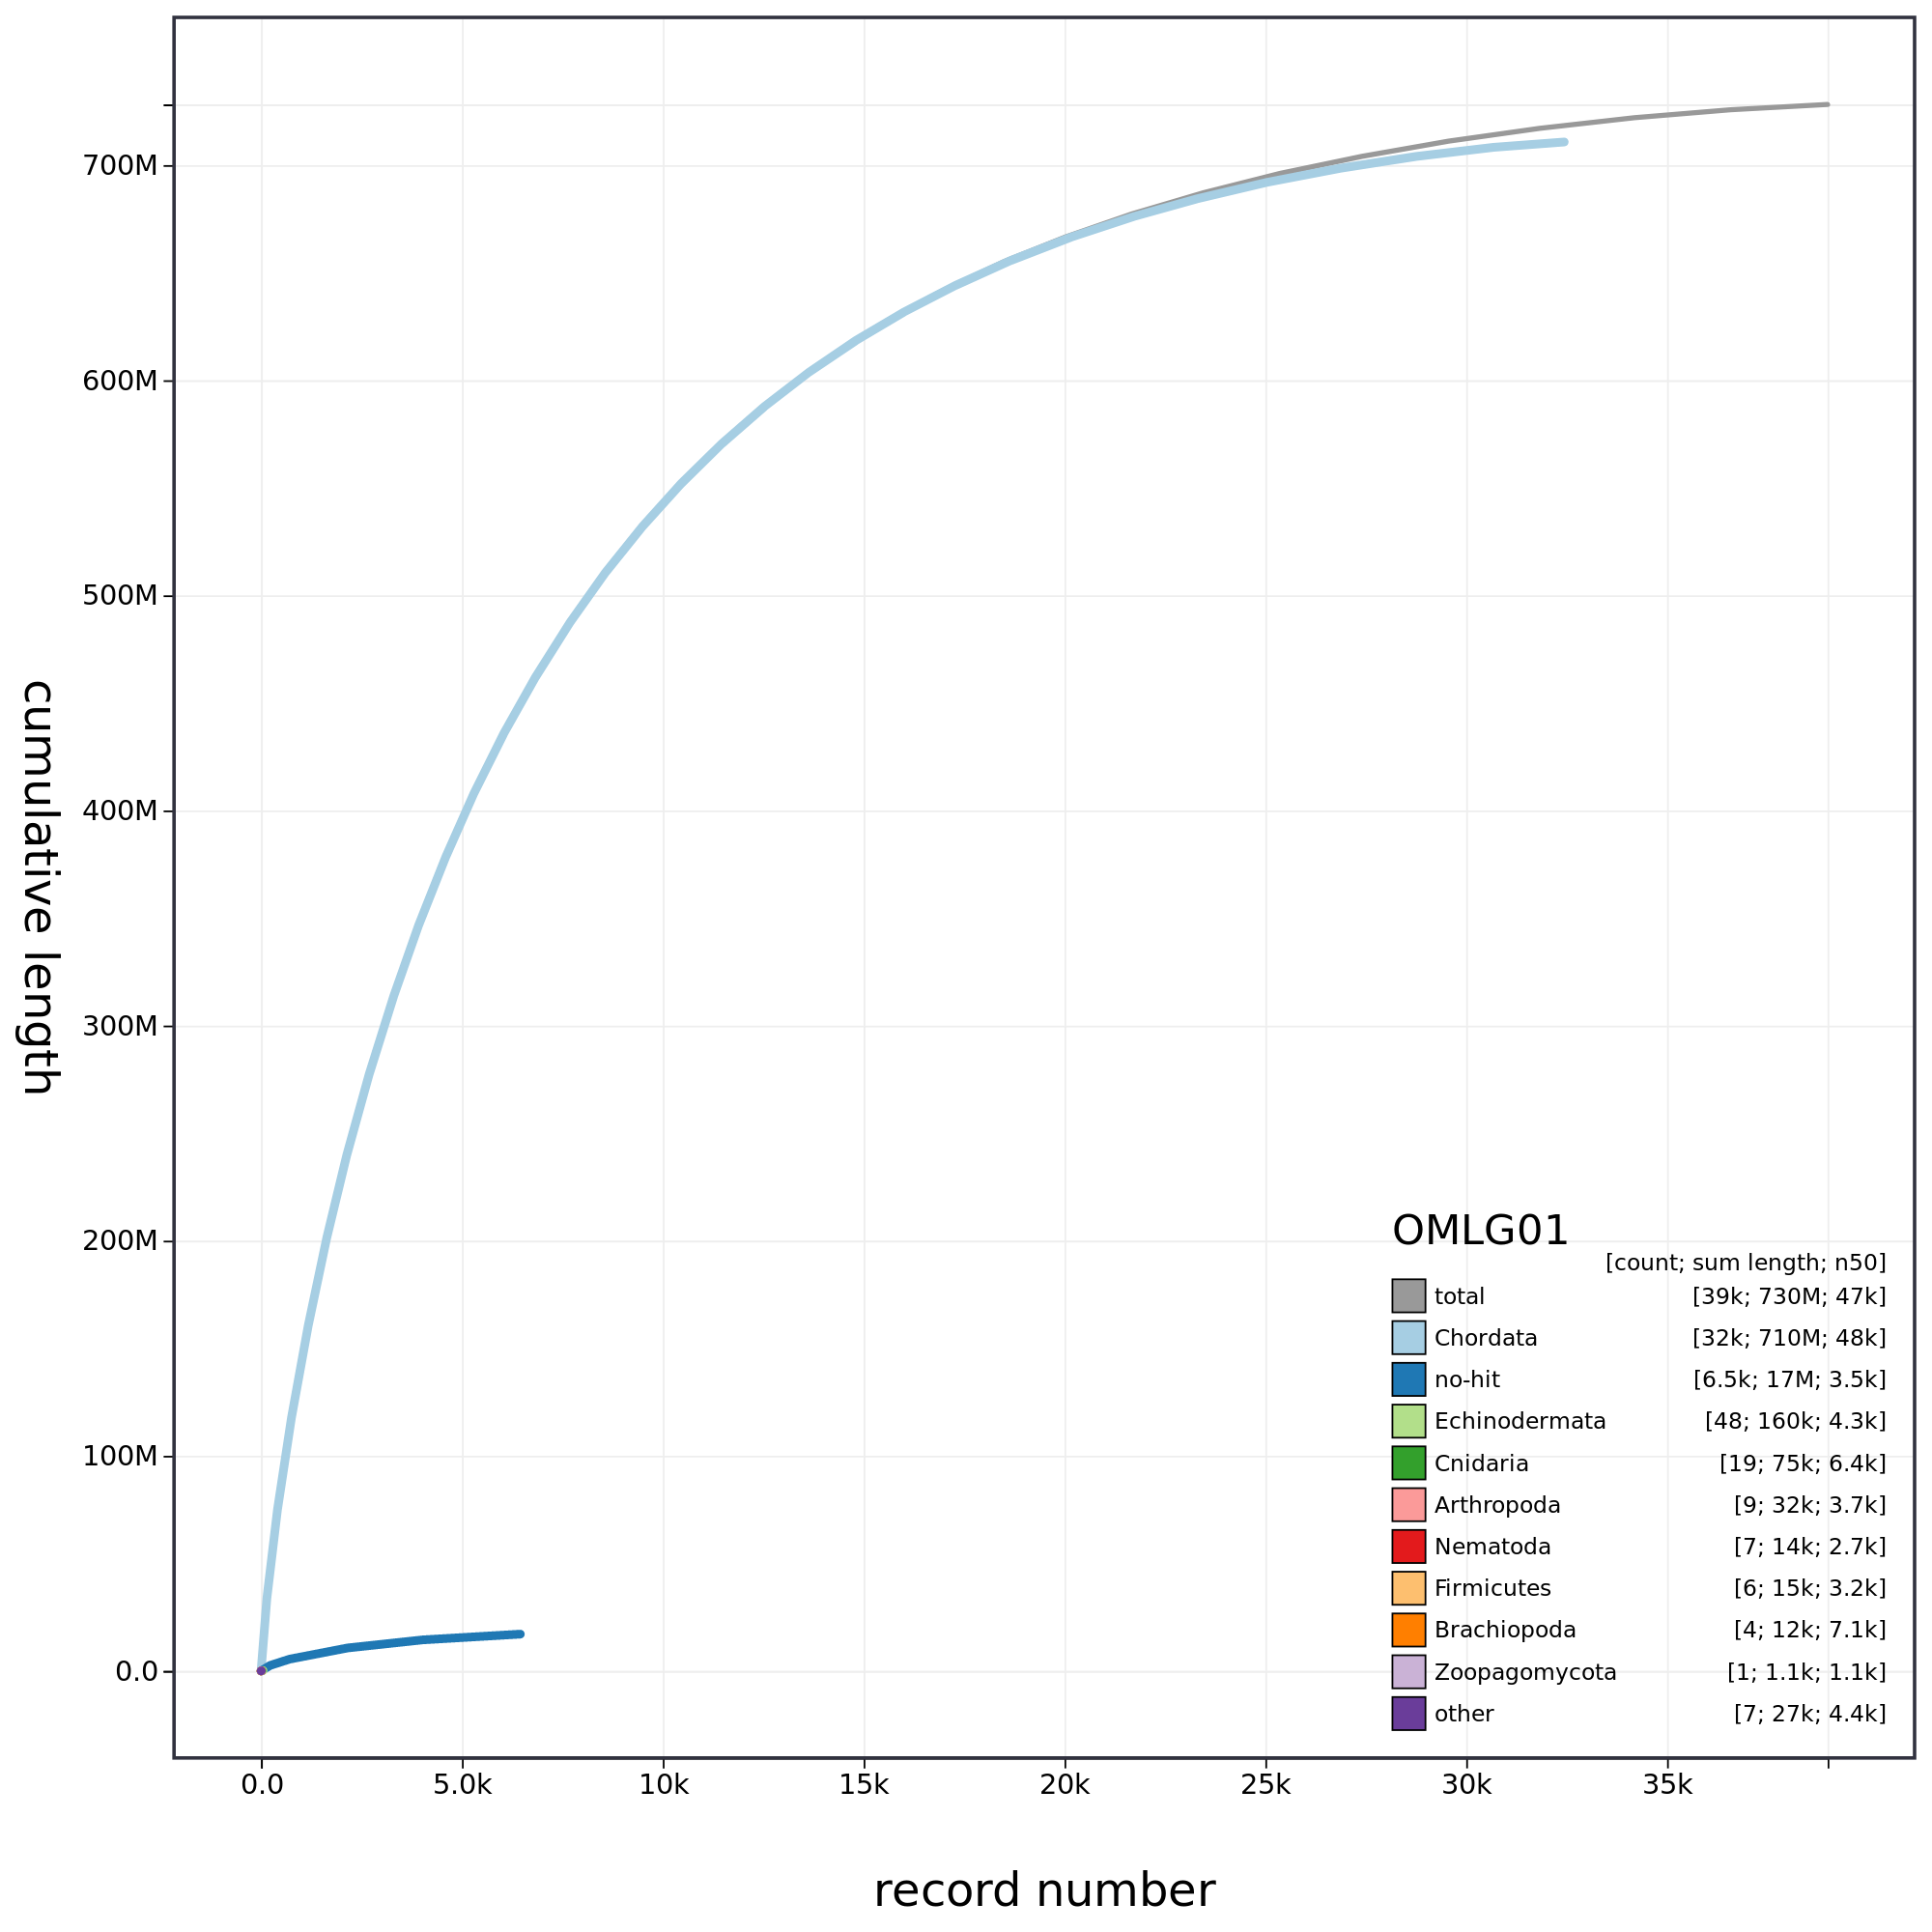 700M
600M
500M
400M
300M
200M
100M
0.0
cumulative length
0.0 5.0k 10k 15k 20k 25k 30k 35k
record number
OMLG01
[count; sum length; n50]
total [39k; 730M; 47k]
Chordata [32k; 710M; 48k]
no-hit [6.5k; 17M; 3.5k]
Echinodermata [48; 160k; 4.3k]
Cnidaria [19; 75k; 6.4k]
Arthropoda [9; 32k; 3.7k]
Nematoda [7; 14k; 2.7k]
Firmicutes [6; 15k; 3.2k]
Brachiopoda [4; 12k; 7.1k]
Zoopagomycota [1; 1.1k; 1.1k]
other [7; 27k; 4.4k]